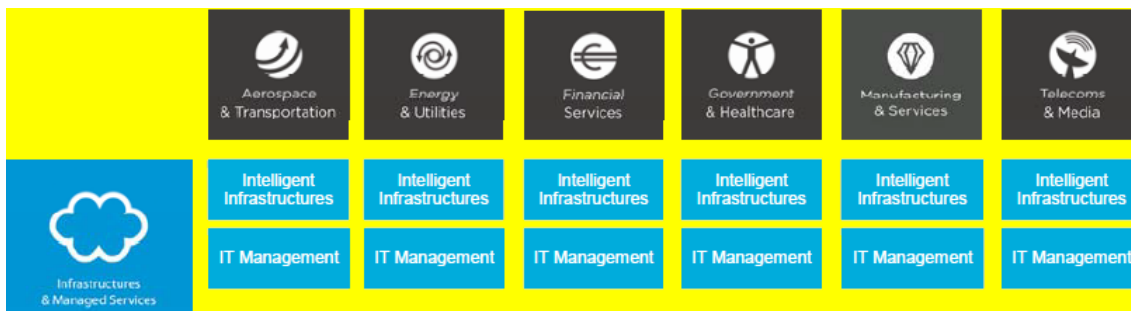 Aerospace
& Transportation
Energy
& Utilities
Financial
Services
Government
& Healthcare
Manufacturing
& Services
Telecoms
& Media
Intelligent
Infrastructures
Intelligent
Infrastructures
Intelligent
Infrastructures
Intelligent
Infrastructures
Intelligent
Infrastructures
Intelligent
Infrastructures
IT Management
IT Management
IT Management
IT Management
IT Management
IT Management
Infrastructures
& Managed Services